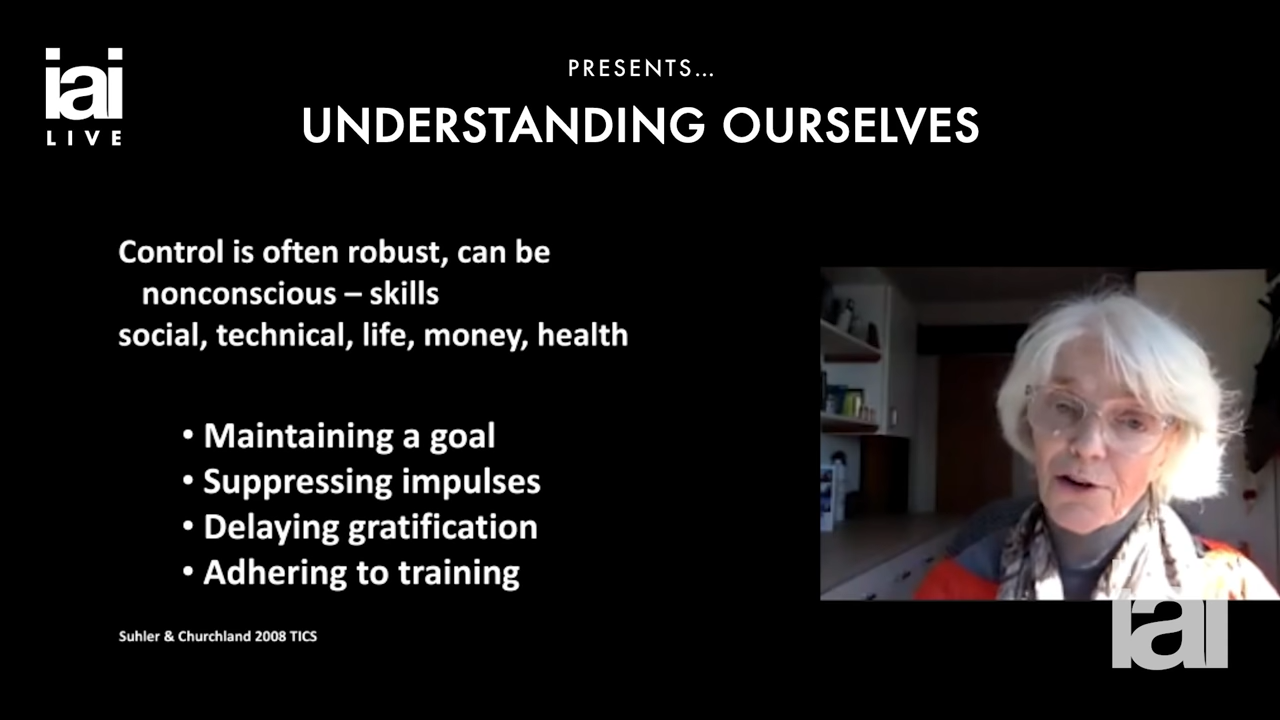 iai
LIVE
PRESENTS...
UNDERSTANDING OURSELVES
Control is often robust, can be
nonconscious – skills
social, technical, life, money, health
• Maintaining a goal
• Suppressing impulses
• Delaying gratification
• Adhering to training
Suhler & Churchland 2008 TICS
iai